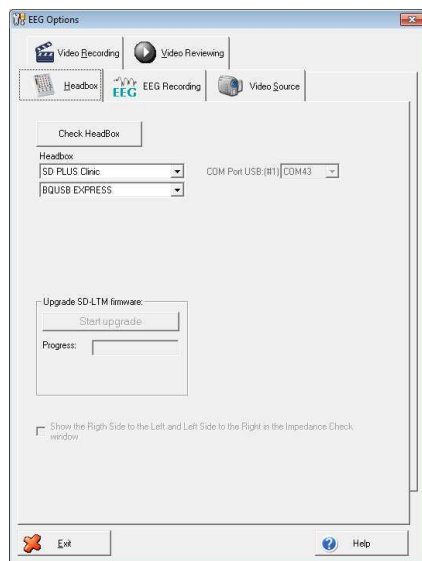 EEG Options
Video Recording
Video Reviewing
Headbox
EEG
EEG Recording
Video Source
Check HeadBox
Headbox
SD PLUS Clinic
COM Port USB:(#1) COM43
BQUSB EXPRESS
Upgrade SD-LTM firmware:
Start upgrade
Progress:
Show the Rigth Side to the Left and Left Side to the Right in the Impedance Check
window
Exit
Help